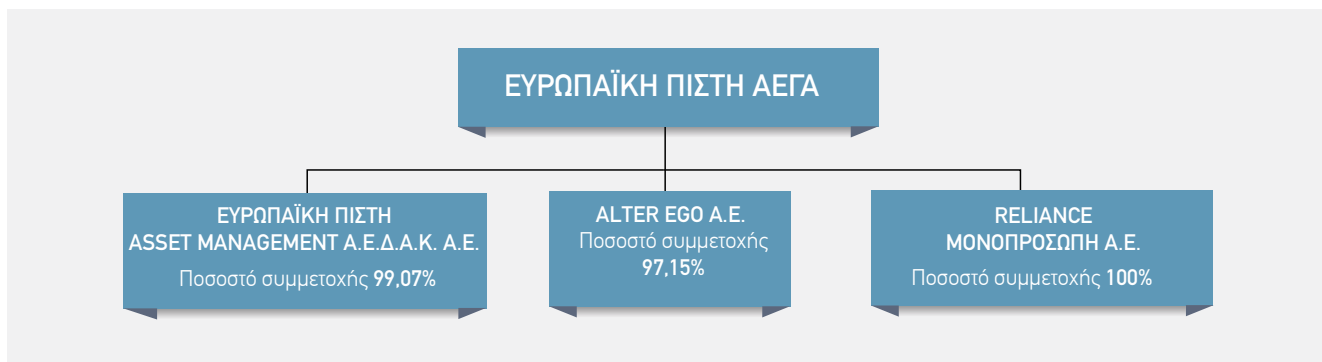 ΕΥΡΩΠΑΪΚΗ ΠΙΣΤΗ ΑΕΓΑ
ΕΥΡΩΠΑΪΚΗ ΠΙΣΤΗ
ASSET MANAGEMENT Α.Ε.Δ.Α.Κ. Α.Ε.
Ποσοστό συμμετοχής 99,07%
ALTER EGO Α.Ε.
Ποσοστό συμμετοχής
97,15%
RELIANCE
ΜΟΝΟΠΡΟΣΩΠΗ Α.Ε.
Ποσοστό συμμετοχής 100%